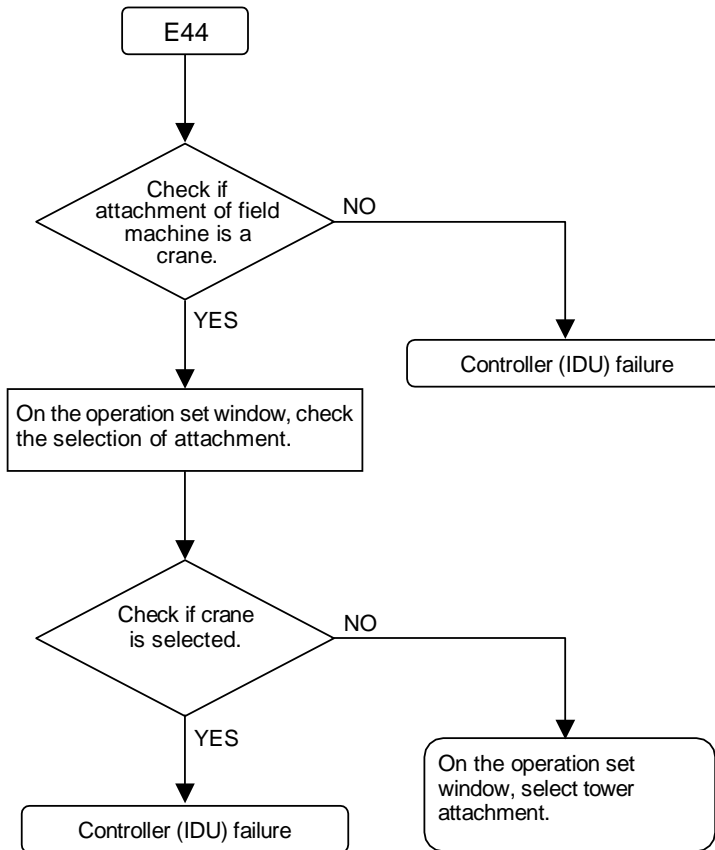 E44
Check if
attachment of field
machine is a
crane.
NO
YES
Controller (IDU) failure
On the operation set window, check
the selection of attachment.
Check if crane
is selected.
NO
YES
On the operation set
window, select tower
attachment.
Controller (IDU) failure